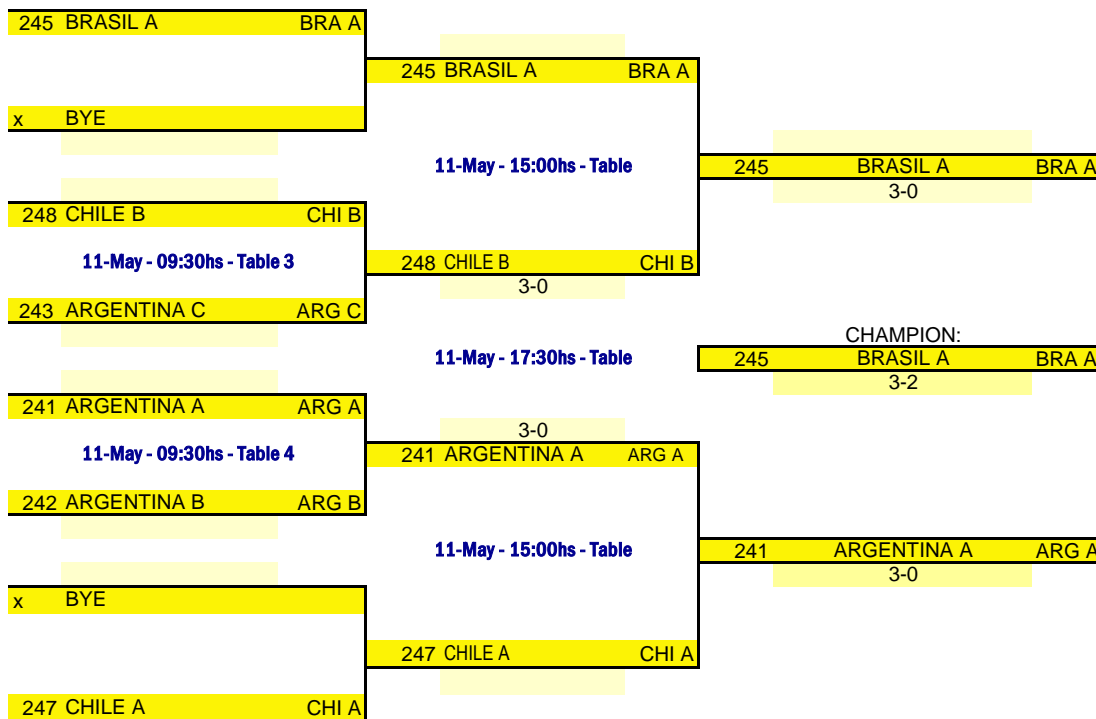 245 BRASIL A BRA A
x BYE
248 CHILE B CHI B
11-May - 09:30hs - Table 3
243 ARGENTINA C ARG C
241 ARGENTINA A ARG A
11-May - 09:30hs - Table 4
242 ARGENTINA B ARG B
x BYE
247 CHILE A CHI A
245 BRASIL A BRA A
11-May - 15:00hs - Table
248 CHILE B CHI B
3-0
11-May - 17:30hs - Table
3-0
241 ARGENTINA A ARG A
11-May - 15:00hs - Table
247 CHILE A CHI A
245 BRASIL A BRA A
3-0
CHAMPION:
245 BRASIL A BRA A
3-2
241 ARGENTINA A ARG A
3-0